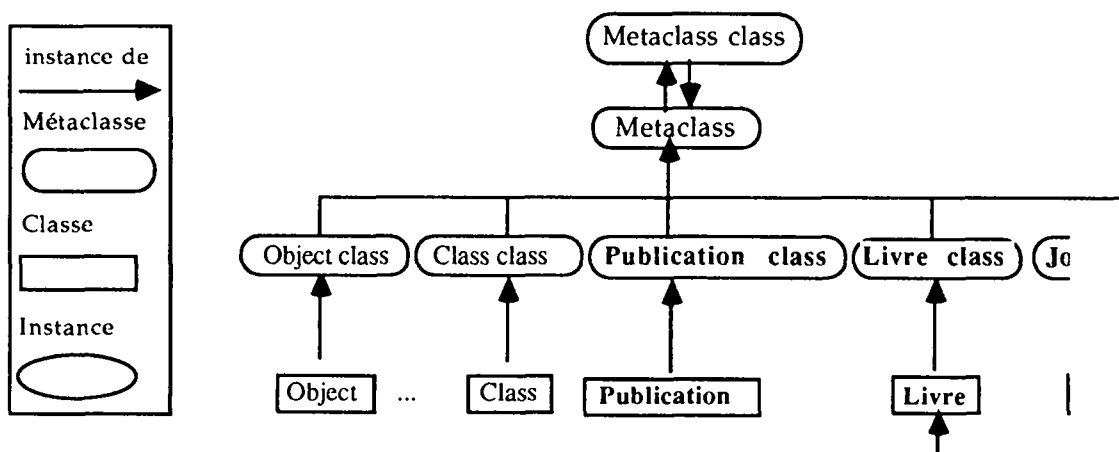 instance de
Métaclasse
Classe
Instance
Metaclass class
Metaclass
Object class
Class class
Publication class
Livre class
Jo
Object
...
Class
Publication
Livre